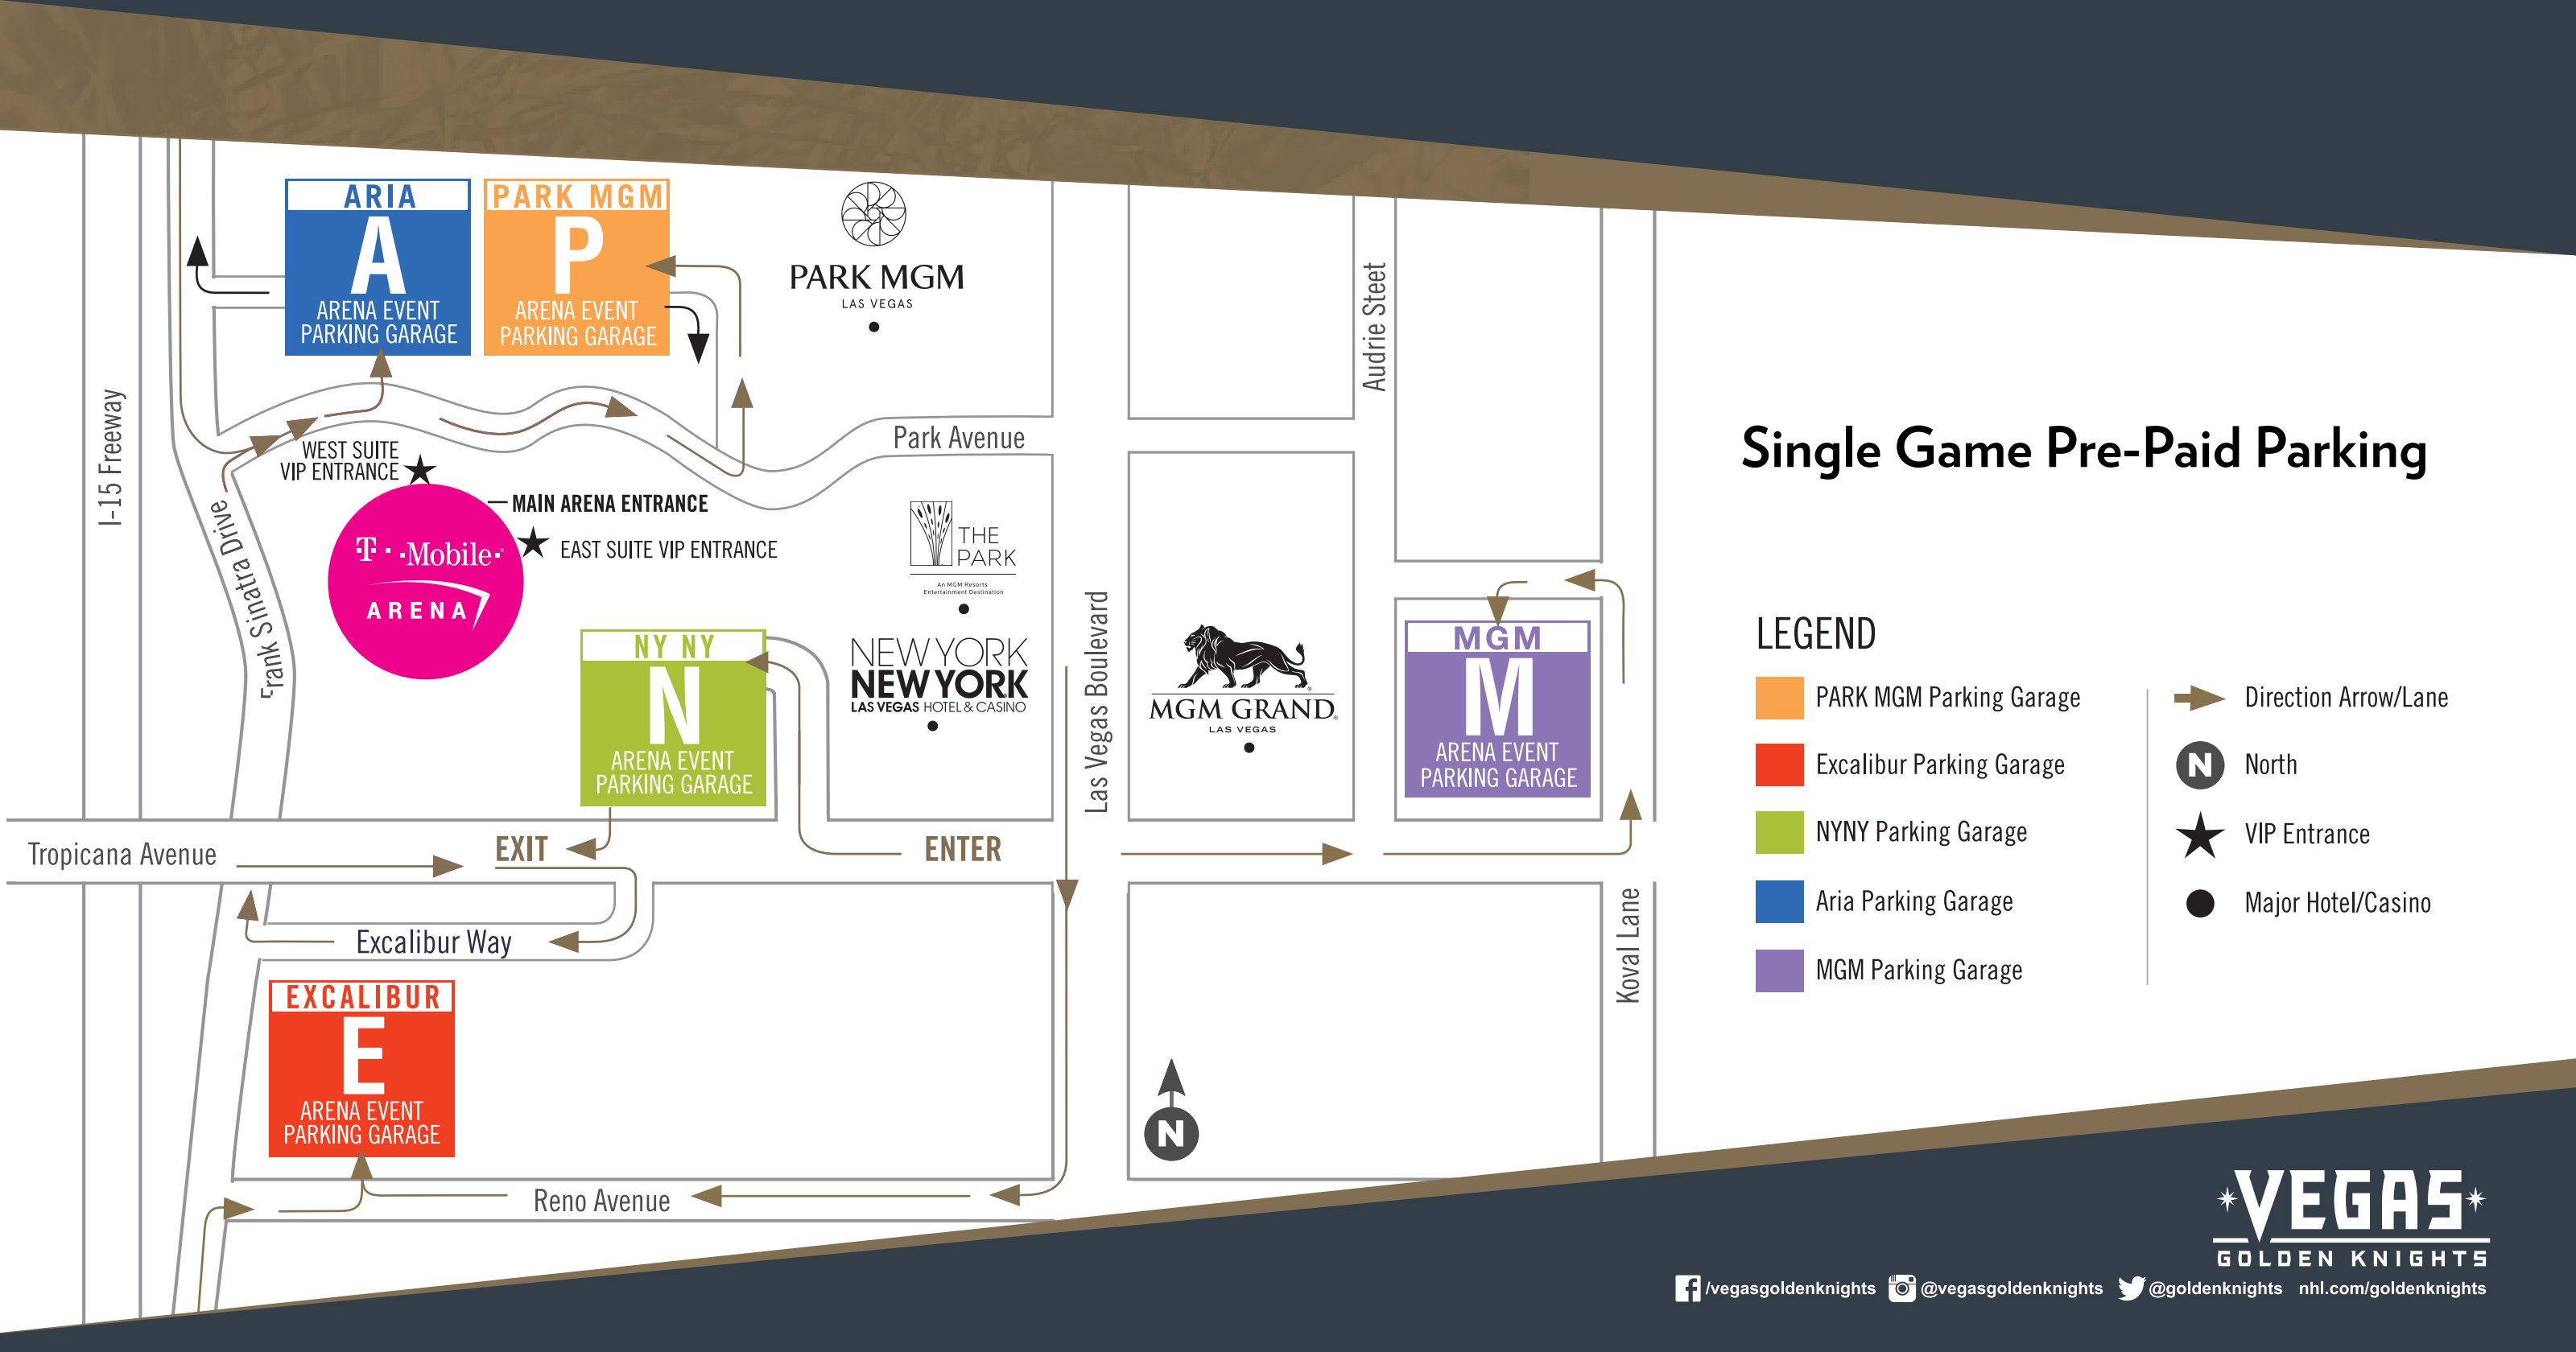 ARIA
A
ARENA EVENT
PARKING GARAGE
PARK MGM
P
ARENA EVENT
PARKING GARAGE
PARK MGM
LAS VEGAS
Audrie Steet
I-15 Freeway
WEST SUITE
VIP ENTRANCE
Park Avenue
MAIN ARENA ENTRANCE
EAST SUITE VIP ENTRANCE
T Mobile
ARENA
Frank Sinatra Drive
THE
PARK
An MGM Resorts
Entertainment Destination
NY NY
N
ARENA EVENT
PARKING GARAGE
NEW YORK
NEW YORK
LAS VEGAS HOTEL & CASINO
Las Vegas Boulevard
MGM GRAND
LAS VEGAS
MGM
M
ARENA EVENT
PARKING GARAGE
Tropicana Avenue
EXIT
ENTER
Excalibur Way
Koval Lane
EXCALIBUR
E
ARENA EVENT
PARKING GARAGE
N
Reno Avenue
Single Game Pre-Paid Parking
LEGEND
PARK MGM Parking Garage
Excalibur Parking Garage
NYNY Parking Garage
Aria Parking Garage
MGM Parking Garage
Direction Arrow/Lane
N North
VIP Entrance
Major Hotel/Casino
VEGAS
GOLDEN KNIGHTS
/vegasgoldenknights @vegasgoldenknights @goldenknights nhl.com/goldenknights